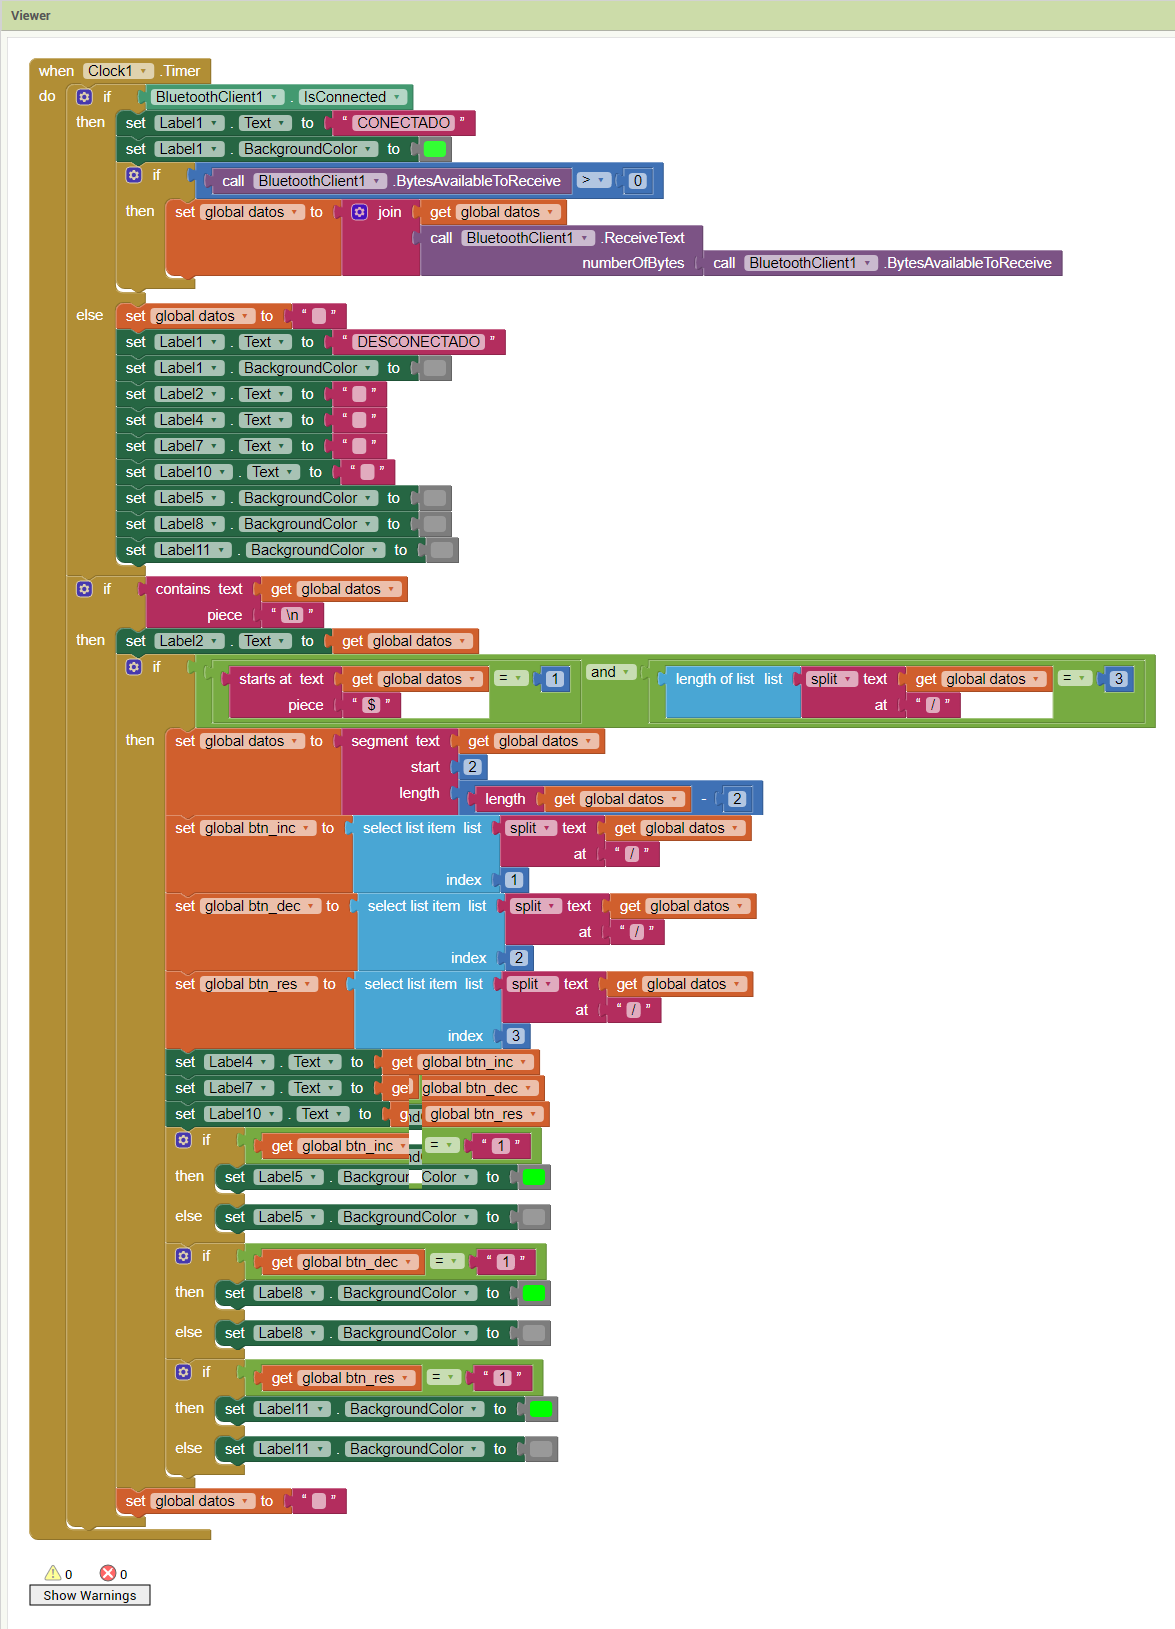 Viewer
when Clock1 .Timer
do if BluetoothClient1 . IsConnected
then set Label1 . Text to " CONECTADO "
set Label1 . BackgroundColor to
if call BluetoothClient1 .BytesAvailableToReceive > 0
then set global datos to join get global datos
call BluetoothClient1 .ReceiveText
numberOfBytes call BluetoothClient1 .BytesAvailableToReceive
else set global datos to " "
set Label1 . Text to " DESCONECTADO "
set Label1 . BackgroundColor to
set Label2 . Text to " "
set Label4 . Text to " "
set Label7 . Text to " "
set Label10 . Text to " "
set Label5 . BackgroundColor to
set Label8 . BackgroundColor to
set Label11 . BackgroundColor to
if contains text get global datos
piece " \n "
then set Label2 . Text to get global datos
if starts at text get global datos = 1 and length of list list split text get global datos = 3
piece " $ " at " / "
then set global datos to segment text get global datos
start 2
length length get global datos - 2
set global btn_inc to select list item list split text get global datos
at " / "
index 1
set global btn_dec to select list item list split text get global datos
at " / "
index 2
set global btn_res to select list item list split text get global datos
at " / "
index 3
set Label4 . Text to get global btn_inc
set Label7 . Text to ge global btn_dec
set Label10 . Text to g global btn_res
if get global btn_inc = " 1 "
then set Label5 . BackgroundColor to
else set Label5 . BackgroundColor to
if get global btn_dec = " 1 "
then set Label8 . BackgroundColor to
else set Label8 . BackgroundColor to
if get global btn_res = " 1 "
then set Label11 . BackgroundColor to
else set Label11 . BackgroundColor to
set global datos to " "
0 0
Show Warnings